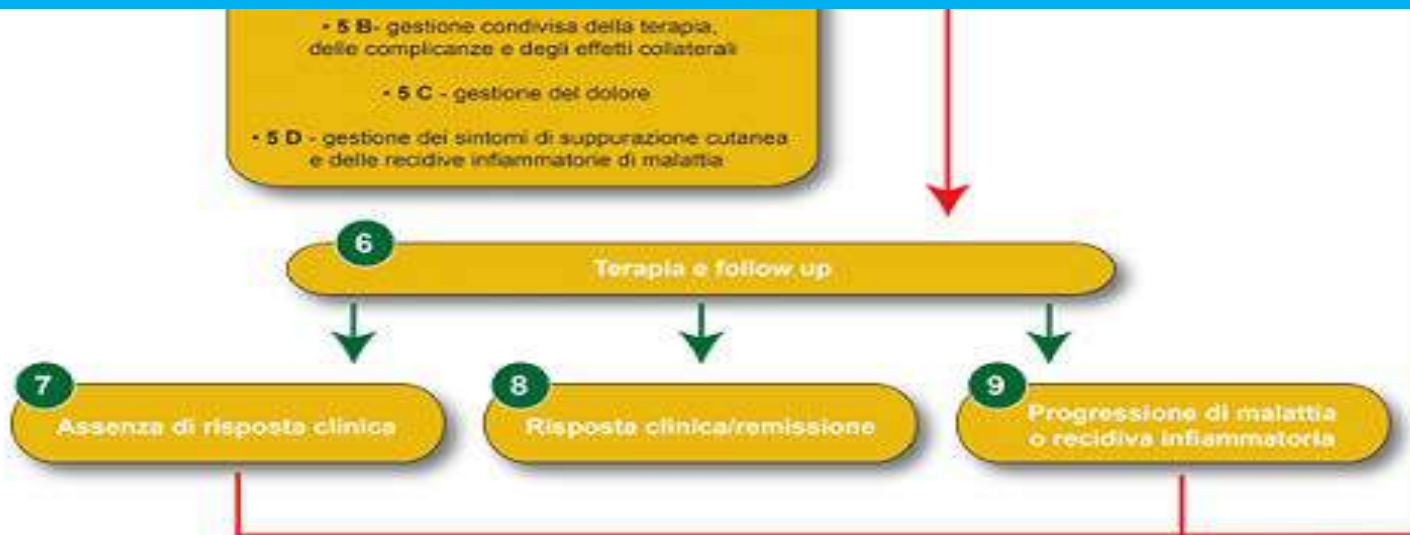 • 5 B- gestione condivisa della terapia,
delle complicanze e degli effetti collaterali
• 5 C - gestione del dolore
• 5 D - gestione dei sintomi di suppurazione cutanea
e delle recidive infiammatorie di malattia
6
Terapia e follow up
7
Assenza di risposta clinica
8
Risposta clinica/remissione
9
Progressione di malattia
o recidiva infiammatoria